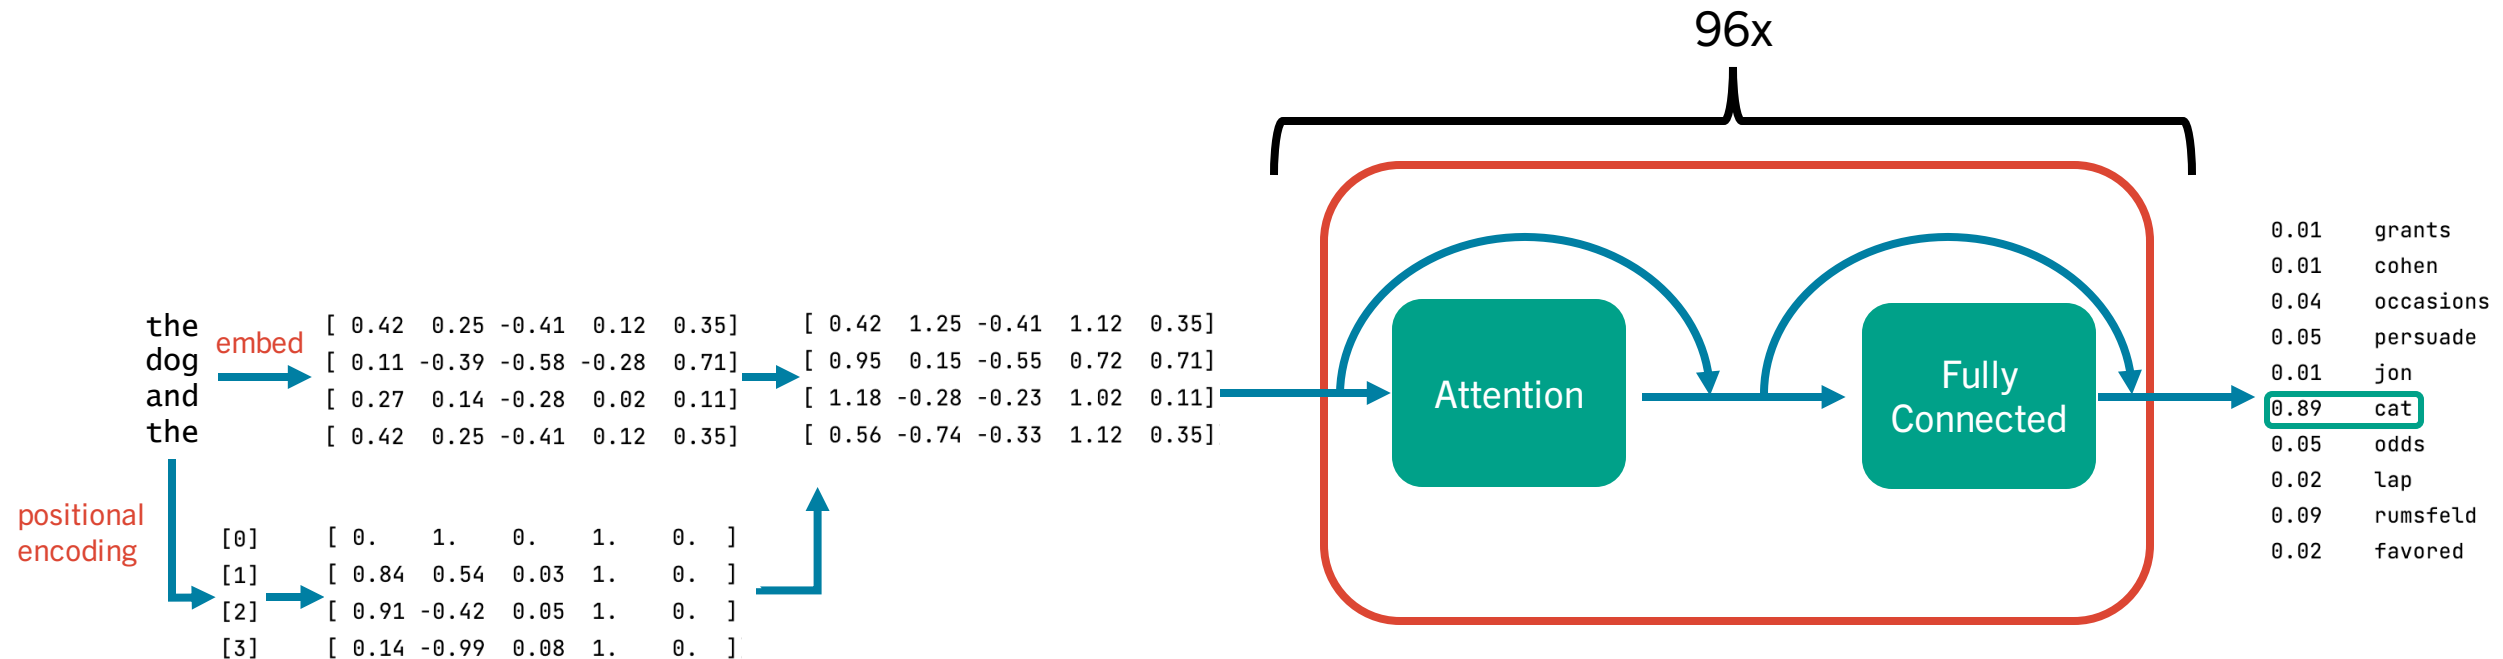 96x
the
dog
and
the
embed
[ 0.42 0.25 -0.41 0.12 0.35]
[ 0.11 -0.39 -0.58 -0.28 0.71]
[ 0.27 0.14 -0.28 0.02 0.11]
[ 0.42 0.25 -0.41 0.12 0.35]
[ 0.42 1.25 -0.41 1.12 0.35]
[ 0.95 0.15 -0.55 0.72 0.71]
[ 1.18 -0.28 -0.23 1.02 0.11]
[ 0.56 -0.74 -0.33 1.12 0.35]
positional
encoding
[0]
[1]
[2]
[3]
[ 0. 1. 0. 1. 0. ]
[ 0.84 0.54 0.03 1. 0. ]
[ 0.91 -0.42 0.05 1. 0. ]
[ 0.14 -0.99 0.08 1. 0. ]
Attention
Fully
Connected
0.01 grants
0.01 cohen
0.04 occasions
0.05 persuade
0.01 jon
0.89 cat
0.05 odds
0.02 lap
0.09 rumsfeld
0.02 favored